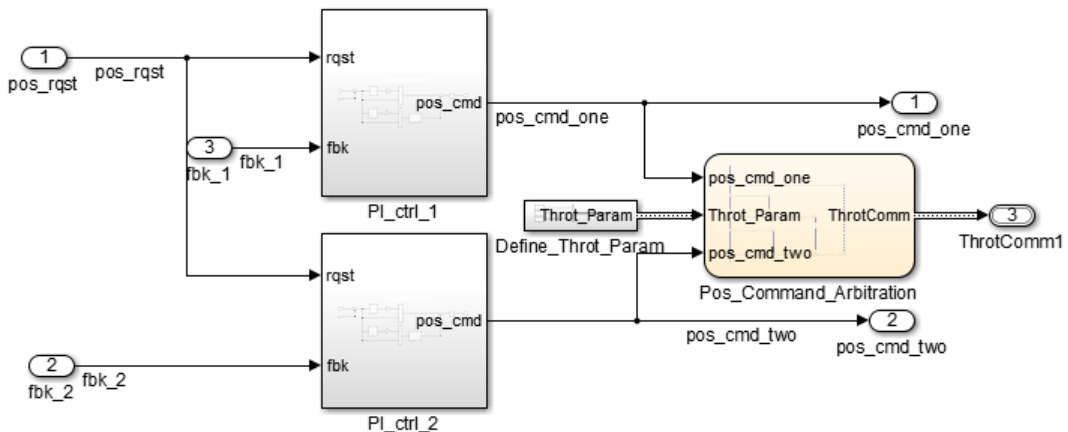 1
pos_rqst
pos_rqst
3
fbk_1
fbk_1
2
fbk_2
fbk_2
rqst
fbk
pos_cmd
PI_ctrl_1
rqst
fbk
pos_cmd
PI_ctrl_2
pos_cmd_one
1
pos_cmd_one
Throt_Param
Define_Throt_Param
pos_cmd_one
Throt_Param
pos_cmd_two
ThrotComm
Pos_Command_Arbitration
3
ThrotComm1
pos_cmd_two
2
pos_cmd_two